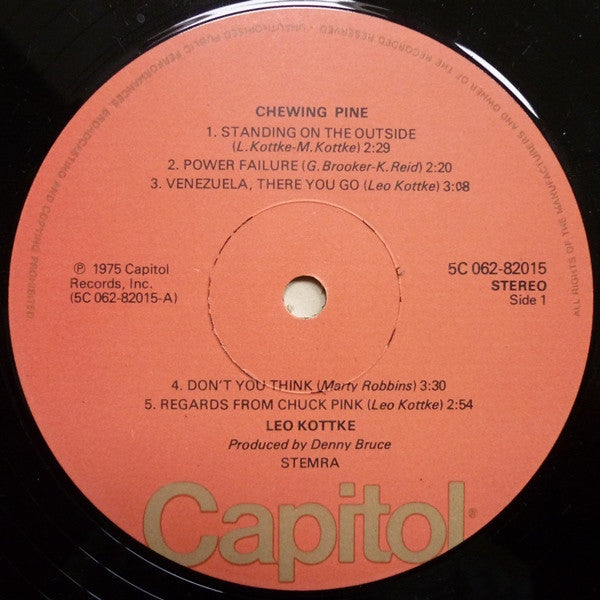 UNAUTHORISED PUBLIC PERFORMANCES BROADCASTING AND COPYING PROHIBITED
ALL RIGHTS OF THE MANUFACTURERS AND OWNER OF THE RECORDED
CHEWING PINE
1. STANDING ON THE OUTSIDE
(L.Kottke-M.Kottke) 2:29
2. POWER FAILURE (G.Brooker-K.Reid) 2:20
3. VENEZUELA, THERE YOU GO (Leo Kottke) 3:08
℗ 1975 Capitol
Records, Inc.
(5C 062-82015-A)
5C 062-82015
STEREO
Side 1
4. DON'T YOU THINK (Marty Robbins) 3:30
5. REGARDS FROM CHUCK PINK (Leo Kottke) 2:54
LEO KOTTKE
Produced by Denny Bruce
STEMRA
Capitol®